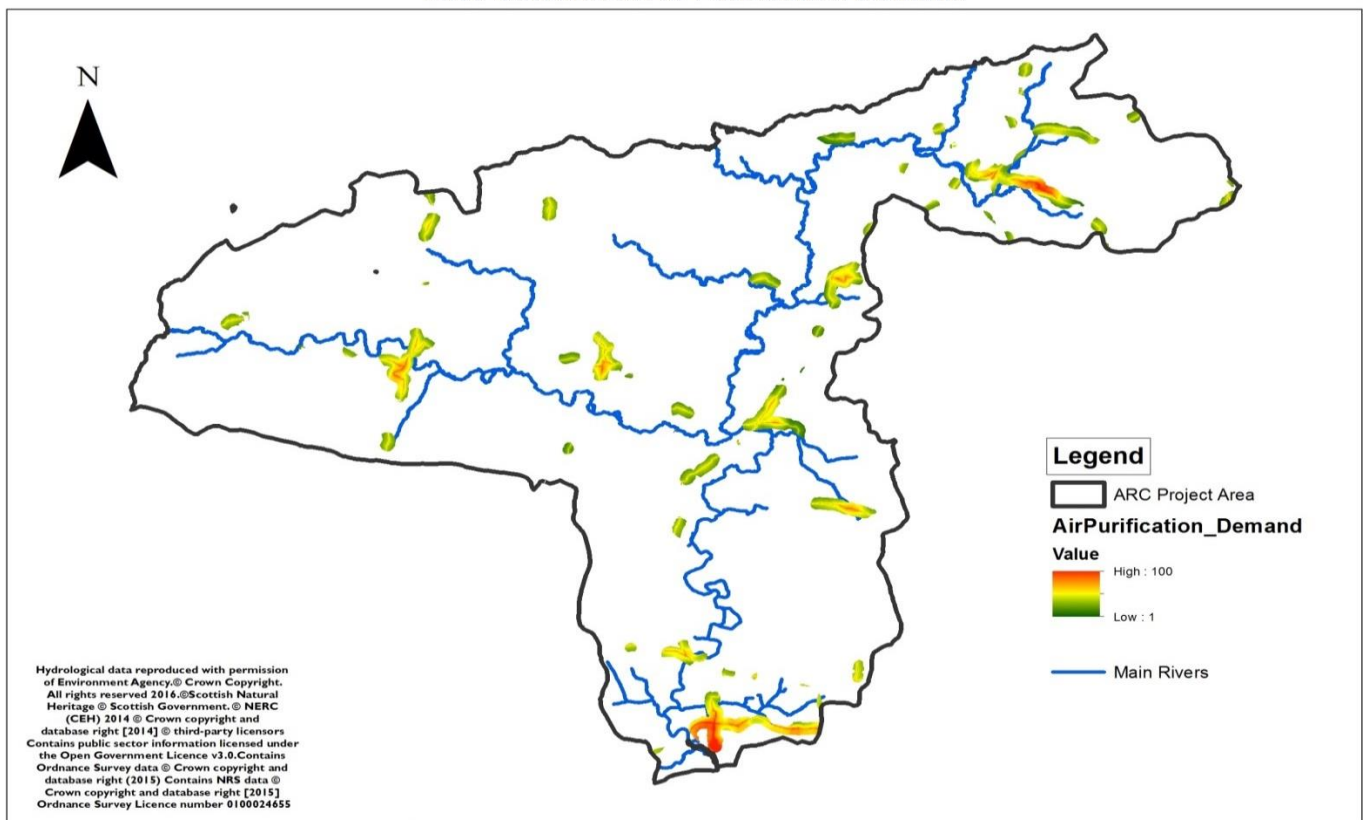 N
Legend
ARC Project Area
AirPurification_Demand
Value
High : 100
Low : 1
Main Rivers
Hydrological data reproduced with permission
of Environment Agency.© Crown Copyright.
All rights reserved 2016.©Scottish Natural
Heritage © Scottish Government. © NERC
(CEH) 2014 © Crown copyright and
database right [2014] © third-party licensors
Contains public sector information licensed under
the Open Government Licence v3.0.Contains
Ordnance Survey data © Crown copyright and
database right (2015) Contains NRS data ©
Crown copyright and database right [2015]
Ordnance Survey Licence number 0100024655